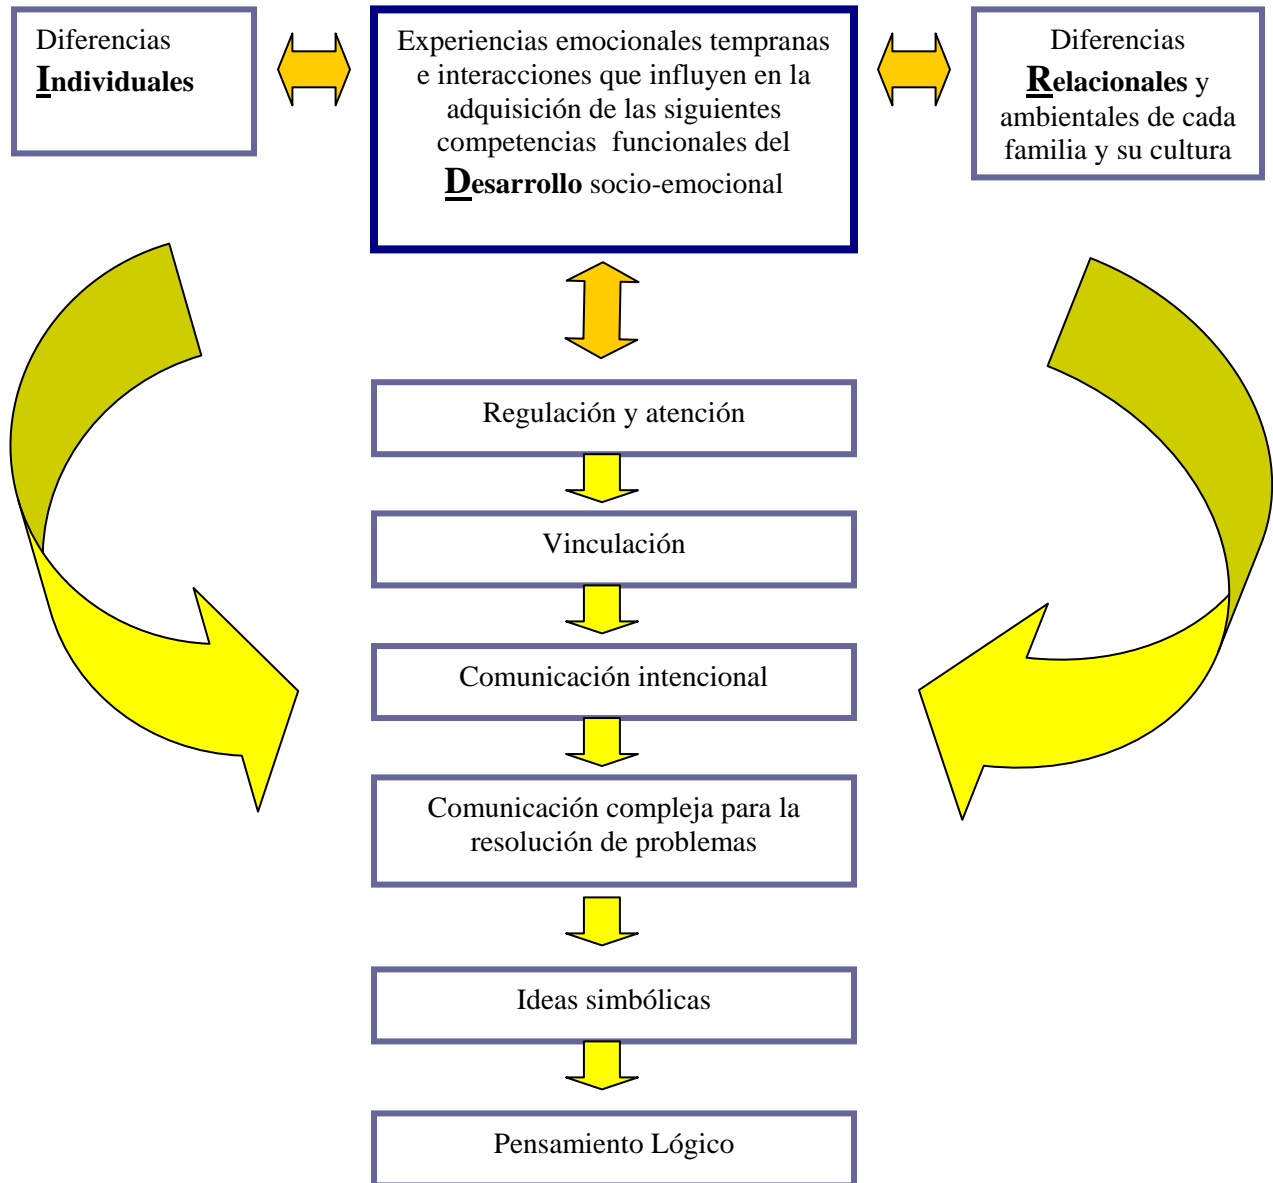 Diferencias
Individuales
Experiencias emocionales tempranas
e interacciones que influyen en la
adquisición de las siguientes
competencias funcionales del
Desarrollo socio-emocional
Diferencias
Relacionales y
ambientales de cada
familia y su cultura
Regulación y atención
Vinculación
Comunicación intencional
Comunicación compleja para la
resolución de problemas
Ideas simbólicas
Pensamiento Lógico